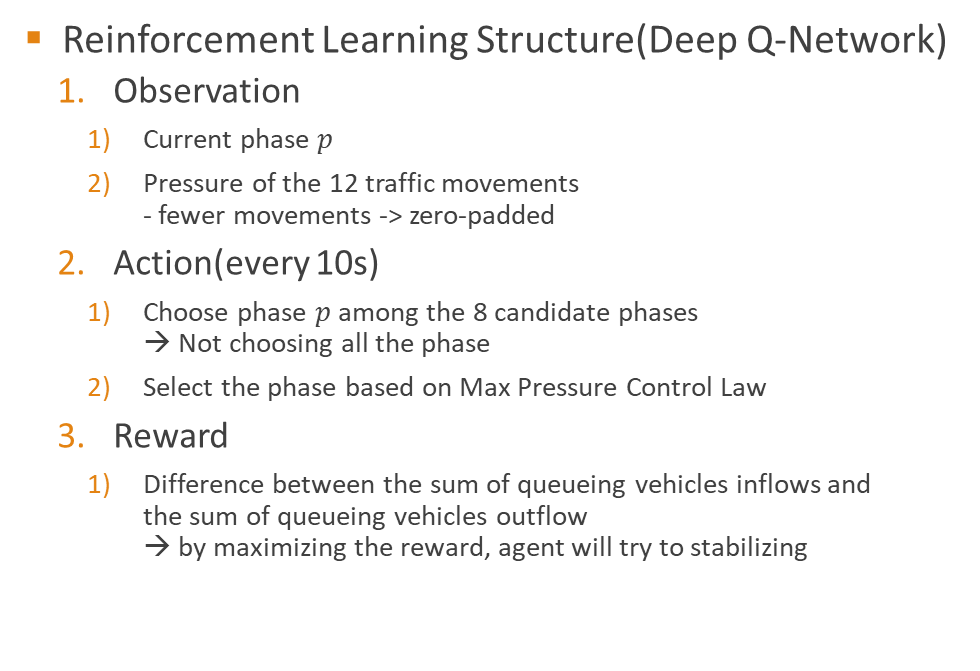 ▪ Reinforcement Learning Structure(Deep Q-Network)
1. Observation
1) Current phase p
2) Pressure of the 12 traffic movements
- fewer movements -> zero-padded
2. Action(every 10s)
1) Choose phase p among the 8 candidate phases
→ Not choosing all the phase
2) Select the phase based on Max Pressure Control Law
3. Reward
1) Difference between the sum of queueing vehicles inflows and
the sum of queueing vehicles outflow
→ by maximizing the reward, agent will try to stabilizing